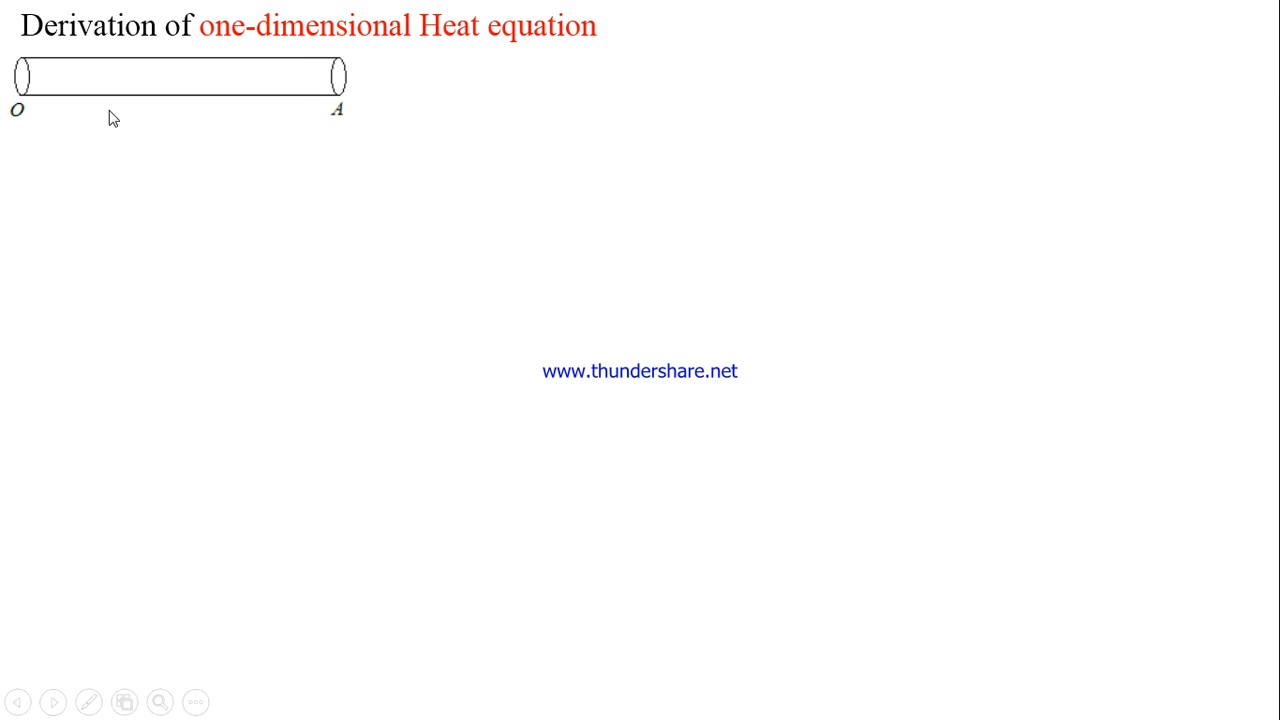 Derivation of one-dimensional Heat equation
O A
www.thundershare.net